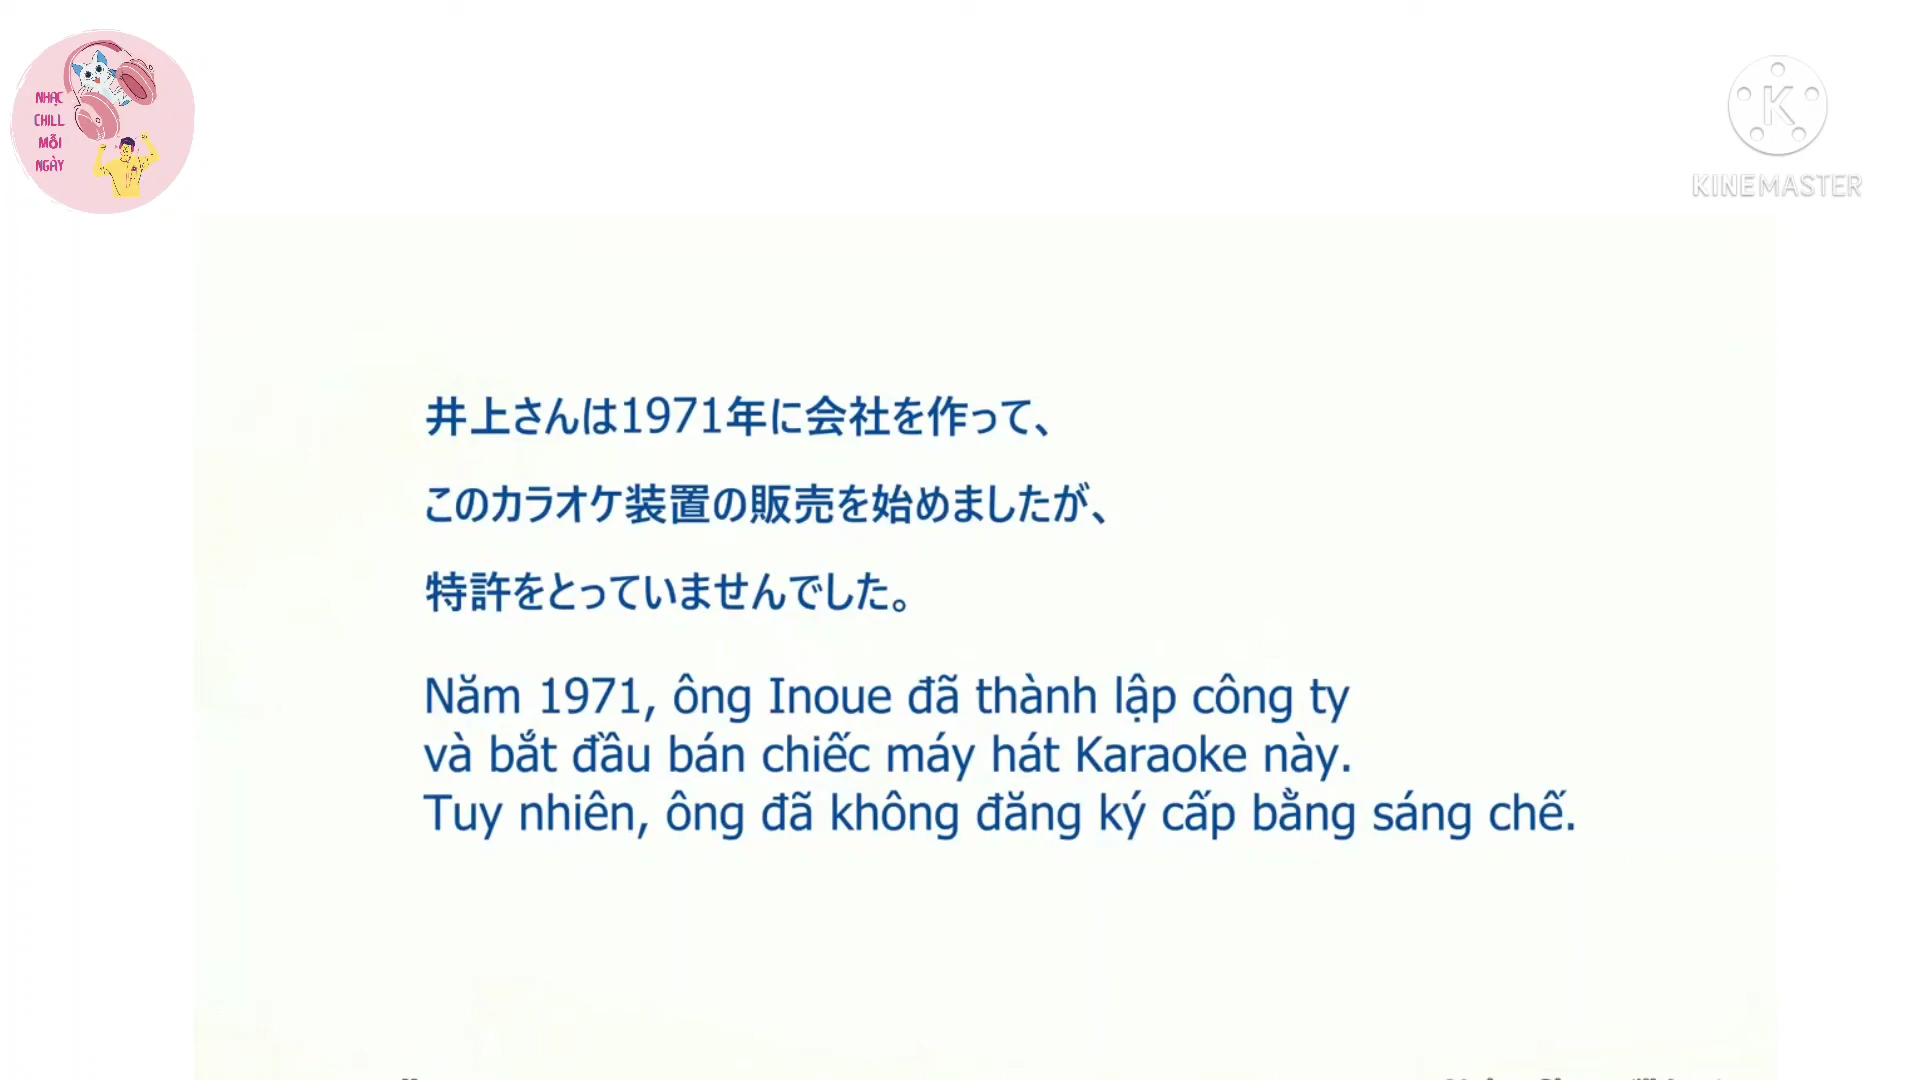 NHẠC
CHILL
MỖI
NGÀY
K
KINEMASTER
井上さんは1971年に会社を作って、
このカラオケ装置の販売を始めましたが、
特許をとっていませんでした。
Năm 1971, ông Inoue đã thành lập công ty
và bắt đầu bán chiếc máy hát Karaoke này.
Tuy nhiên, ông đã không đăng ký cấp bằng sáng chế.